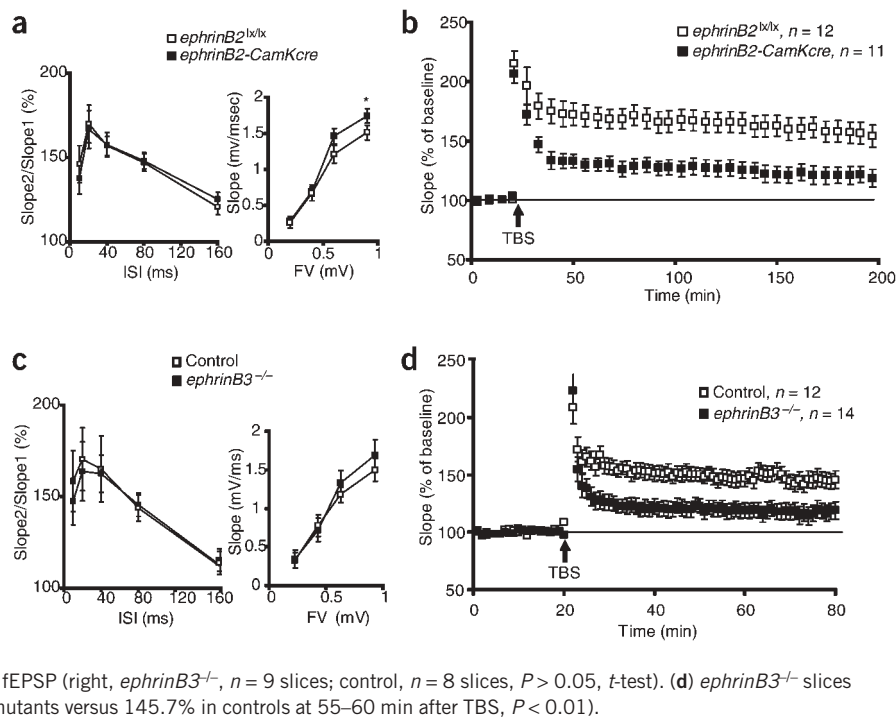 a
ephrinB2lx/lx
ephrinB2-CamKcre
200
150
100
Slope2/Slope1 (%)
0 40 80 120 160
ISI (ms)
2
1.5
1
0.5
0
Slope (mv/msec)
*
0 0.5 1
FV (mV)
b
ephrinB2lx/lx, n = 12
ephrinB2-CamKcre, n = 11
250
200
150
100
50
Slope (% of baseline)
TBS
0 50 100 150 200
Time (min)
c
Control
ephrinB3–/–
200
150
100
Slope2/Slope1 (%)
0 40 80 120 160
ISI (ms)
2
1.5
1
0.5
0
Slope (mV/ms)
0 0.5 1
FV (mV)
d
Control, n = 12
ephrinB3–/–, n = 14
250
200
150
100
50
Slope (% of baseline)
TBS
0 20 40 60 80
Time (min)
fEPSP (right, ephrinB3–/–, n = 9 slices; control, n = 8 slices, P > 0.05, t-test). (d) ephrinB3–/– slices
mutants versus 145.7% in controls at 55–60 min after TBS, P < 0.01).